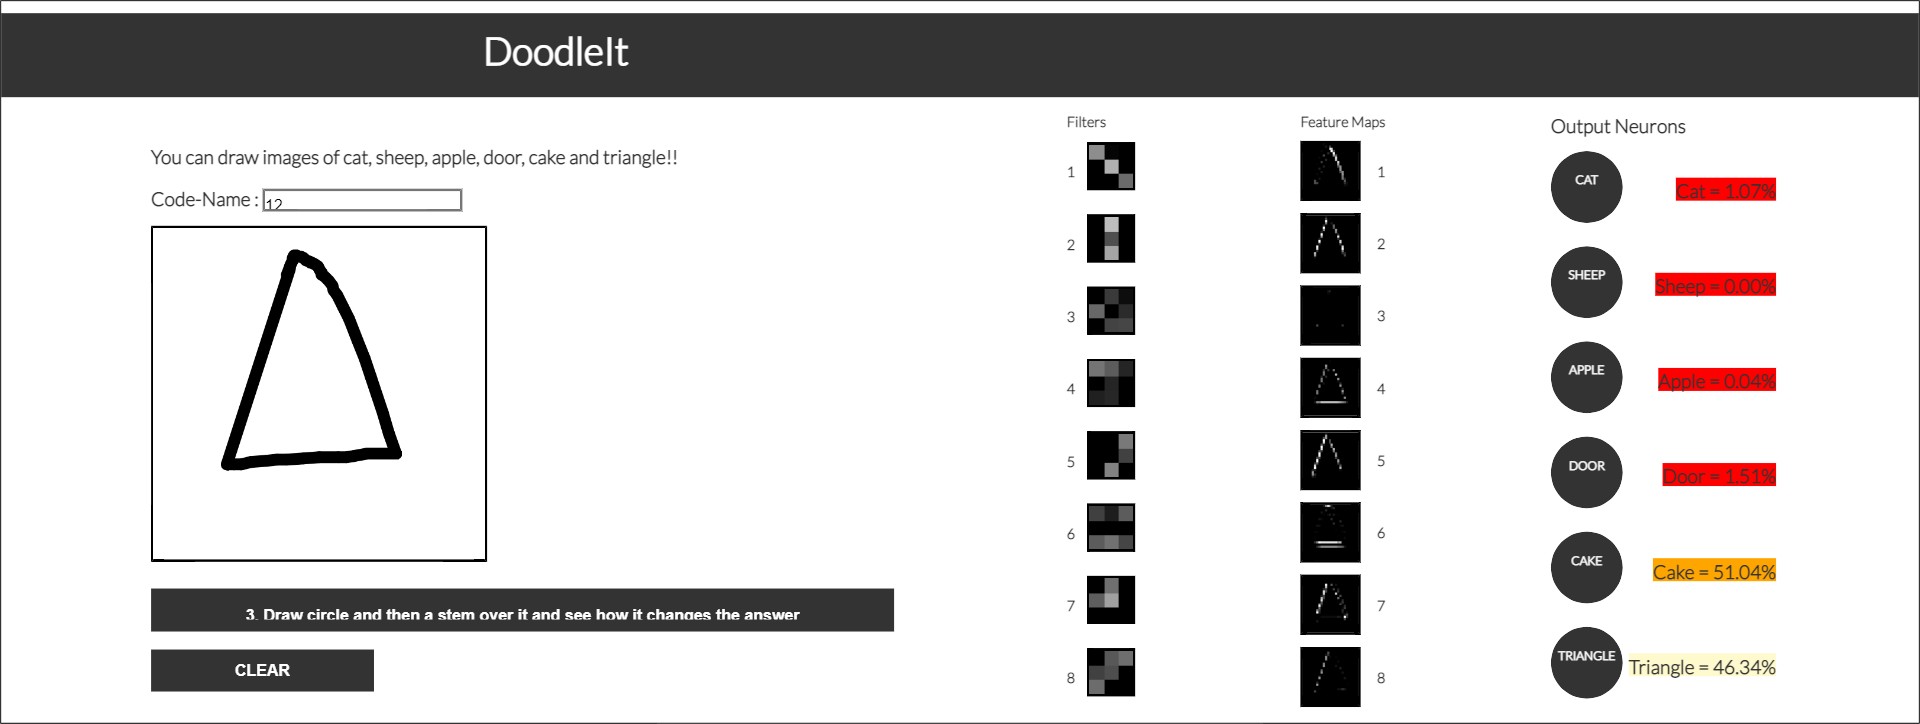 DoodleIt
You can draw images of cat, sheep, apple, door, cake and triangle!!
Code-Name : 12
3. Draw circle and then a stem over it and see how it changes the answer
CLEAR
Filters
1
2
3
4
5
6
7
8
Feature Maps
1
2
3
4
5
6
7
8
Output Neurons
CAT Cat = 1.07%
SHEEP Sheep = 0.00%
APPLE Apple = 0.04%
DOOR Door = 1.51%
CAKE Cake = 51.04%
TRIANGLE Triangle = 46.34%